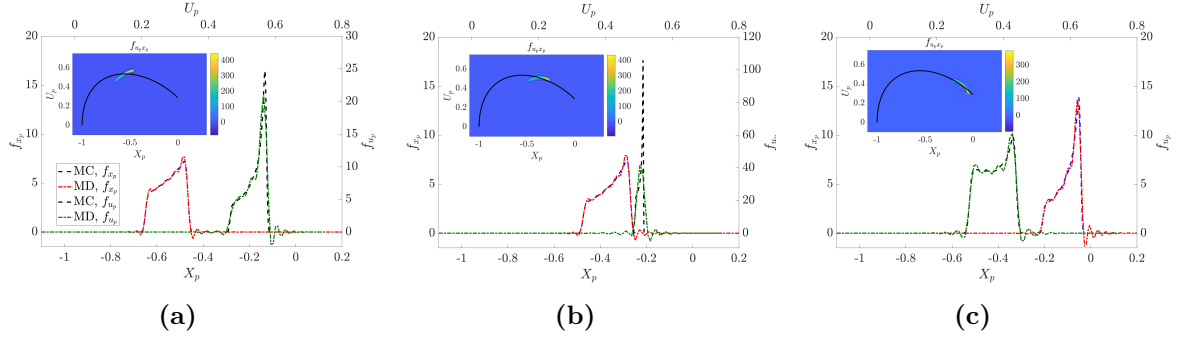 U_p
0 0.2 0.4 0.6 0.8
20 15 10 5 0
f_{x_p}
30 25 20 15 10 5 0
f_{u_p}
f_{u_p x_p}
0.6 0.4 0.2 0
U_p
-1 -0.5 0
X_p
400 300 200 100 0
MC, f_{x_p}
MD, f_{x_p}
MC, f_{u_p}
MD, f_{u_p}
-1 -0.8 -0.6 -0.4 -0.2 0 0.2
X_p
(a)
U_p
0 0.2 0.4 0.6 0.8
20 15 10 5 0
f_{x_p}
120 100 80 60 40 20 0
f_{u..}
f_{u_p x_p}
0.6 0.4 0.2 0
U_p
-1 -0.5 0
X_p
400 300 200 100 0
-1 -0.8 -0.6 -0.4 -0.2 0 0.2
X_p
(b)
U_p
0 0.2 0.4 0.6 0.8
20 15 10 5 0
f_{x_p}
20 15 10 5 0
f_{u_p}
f_{u_p x_p}
0.6 0.4 0.2 0
U_p
-1 -0.5 0
X_p
300 200 100 0
-1 -0.8 -0.6 -0.4 -0.2 0 0.2
X_p
(c)